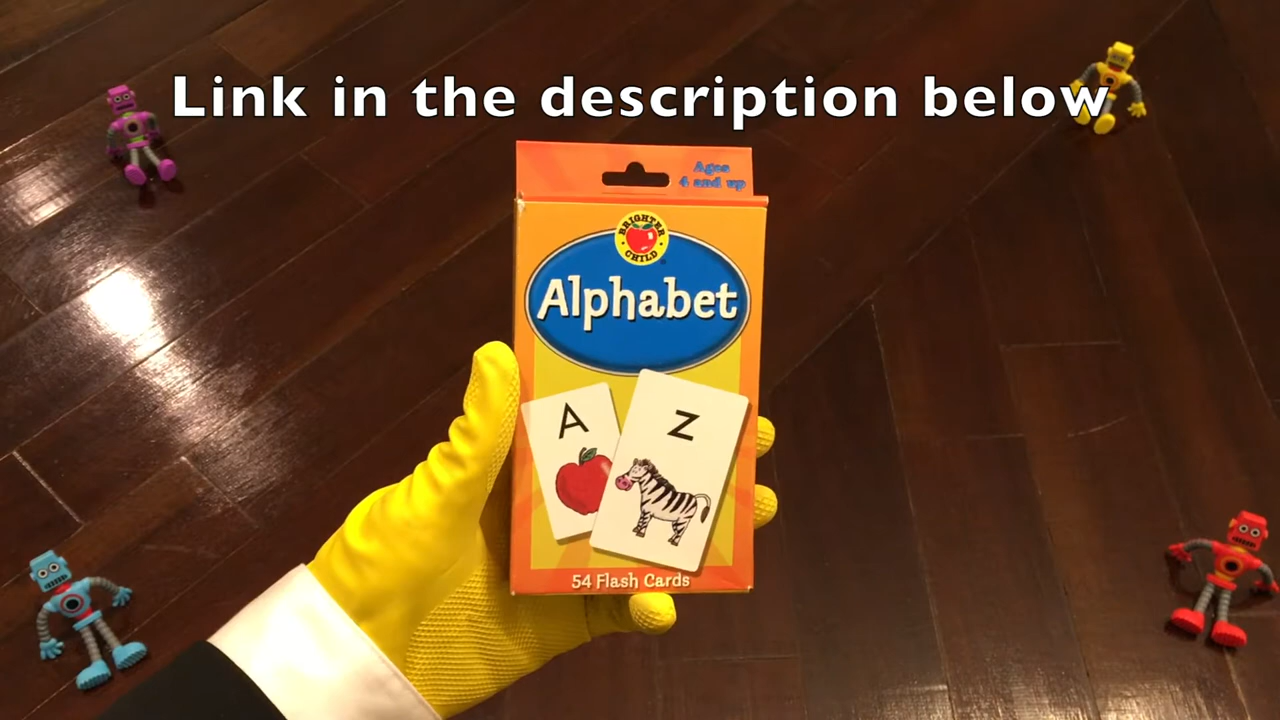 Link in the description below
Ages
4 and up
BRIGHTER
CHILD
Alphabet
A
Z
54 Flash Cards